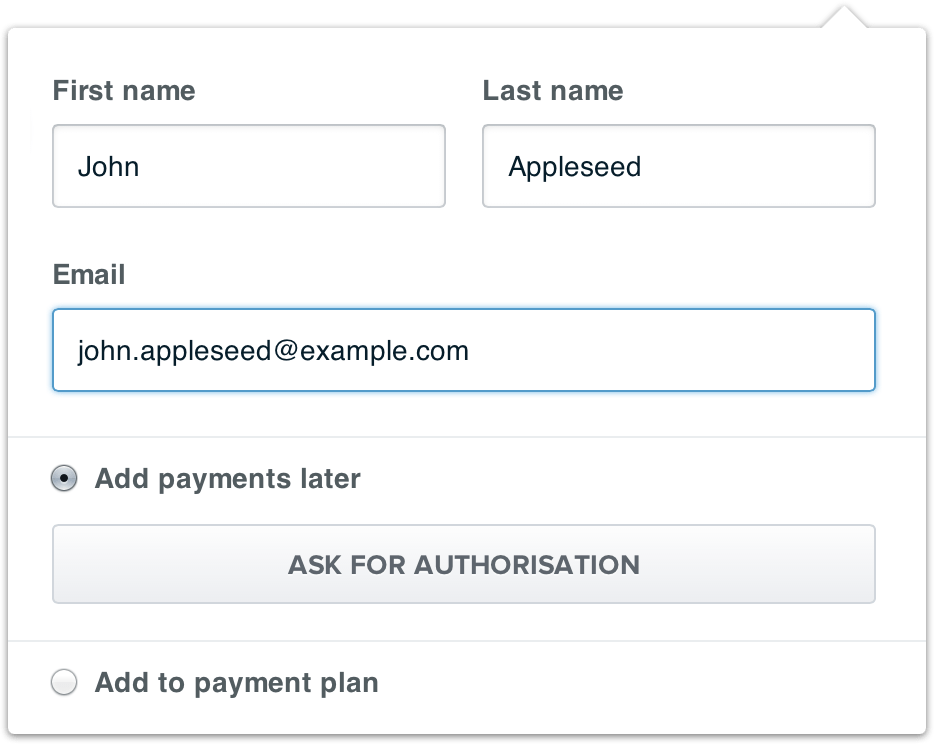 First name
Last name
John
Appleseed
Email
john.appleseed@example.com
Add payments later
ASK FOR AUTHORISATION
Add to payment plan